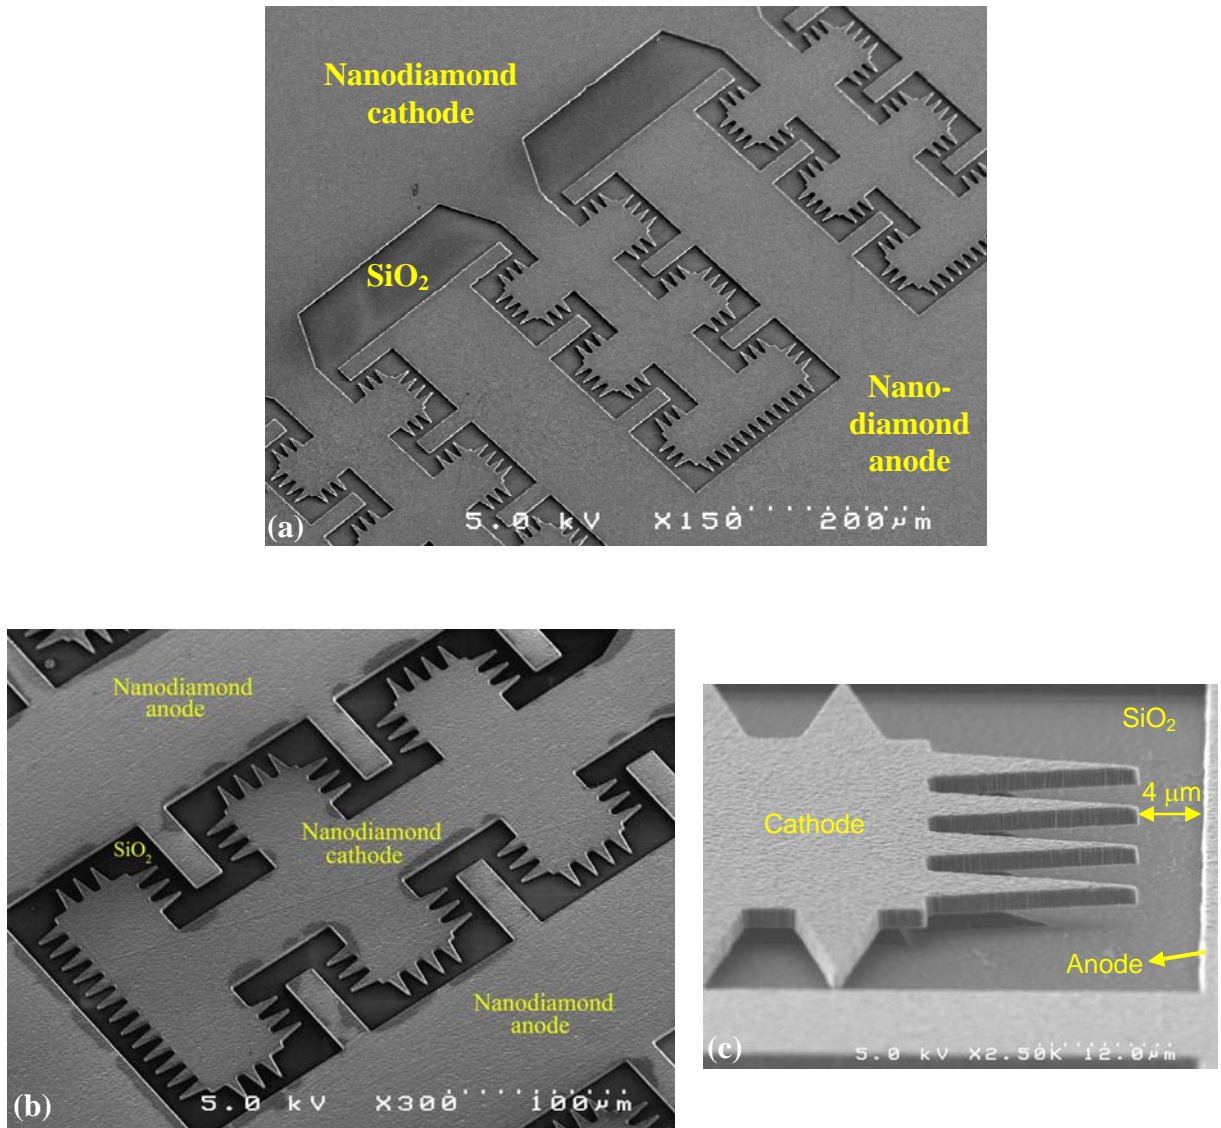 Nanodiamond
cathode
SiO₂
Nano-
diamond
anode
(a)
5.0 kV X150 200μm
Nanodiamond
anode
Nanodiamond
cathode
SiO₂
Nanodiamond
anode
(b)
5.0 kV X300 100μm
SiO₂
4 μm
Cathode
Anode
(c)
5.0 kV X2.50K 12.0μm